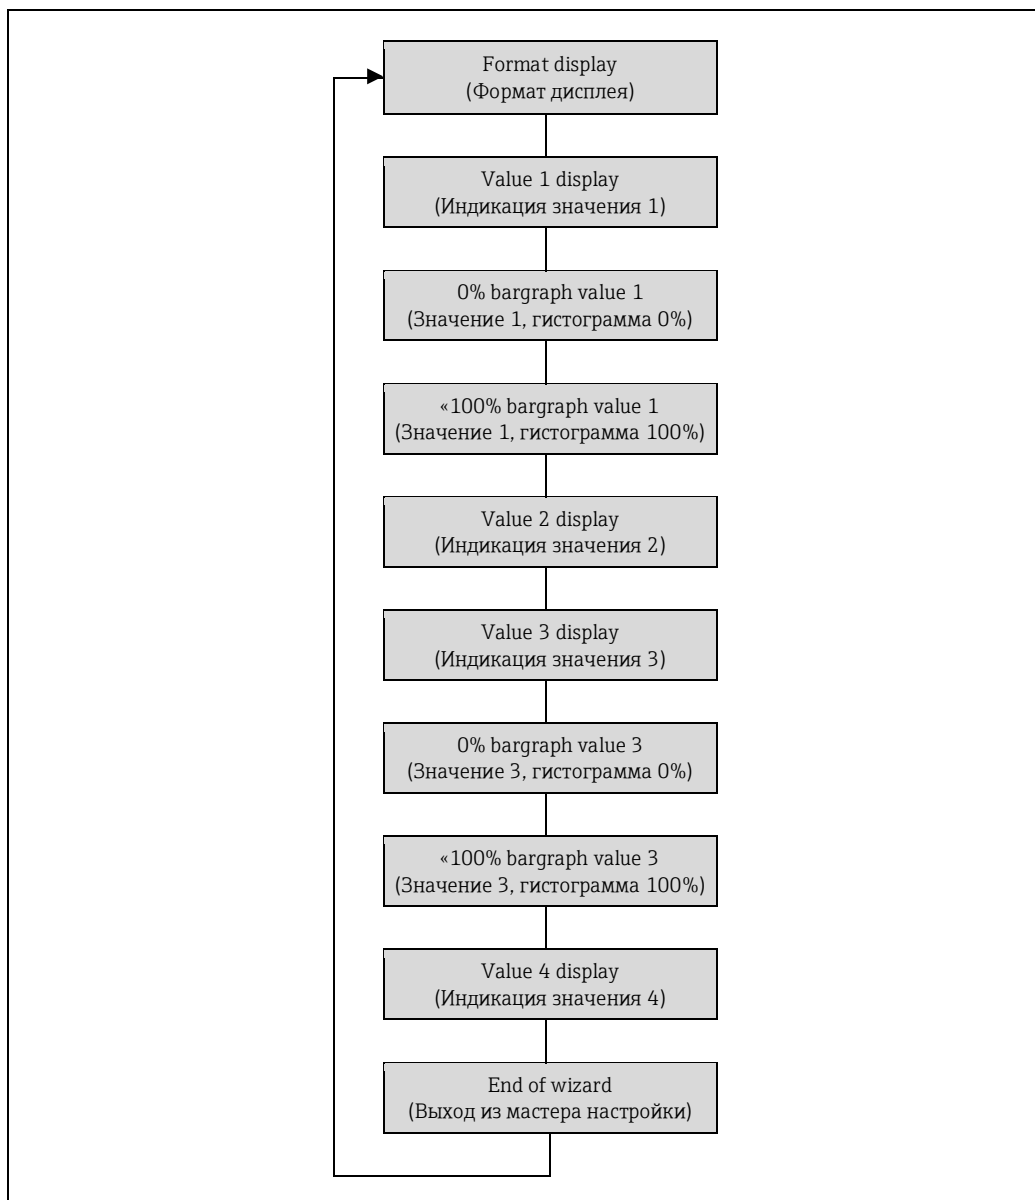 Format display
(Формат дисплея)
Value 1 display
(Индикация значения 1)
0% bargraph value 1
(Значение 1, гистограмма 0%)
«100% bargraph value 1
(Значение 1, гистограмма 100%)
Value 2 display
(Индикация значения 2)
Value 3 display
(Индикация значения 3)
0% bargraph value 3
(Значение 3, гистограмма 0%)
«100% bargraph value 3
(Значение 3, гистограмма 100%)
Value 4 display
(Индикация значения 4)
End of wizard
(Выход из мастера настройки)